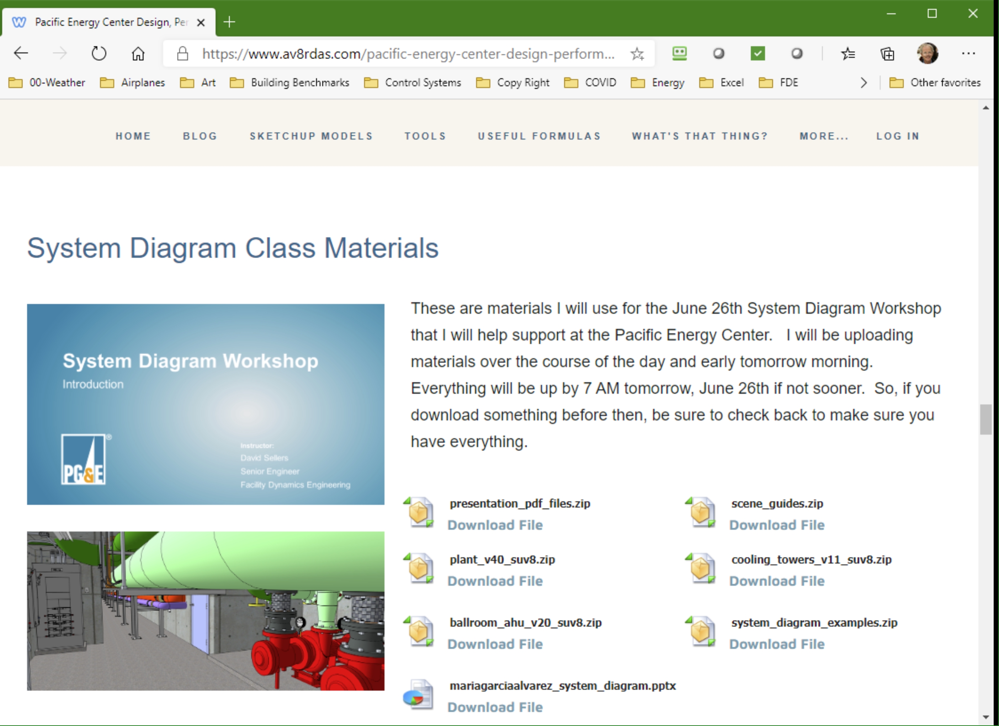 Pacific Energy Center Design, Per
https://www.av8rdas.com/pacific-energy-center-design-perform...
00-Weather
Airplanes
Art
Building Benchmarks
Control Systems
Copy Right
COVID
Energy
Excel
FDE
Other favorites
HOME
BLOG
SKETCHUP MODELS
TOOLS
USEFUL FORMULAS
WHAT'S THAT THING?
MORE...
LOG IN
System Diagram Class Materials
System Diagram Workshop
Introduction
PG&E®
Instructor:
David Sellers
Senior Engineer
Facility Dynamics Engineering
These are materials I will use for the June 26th System Diagram Workshop
that I will help support at the Pacific Energy Center.   I will be uploading
materials over the course of the day and early tomorrow morning.
Everything will be up by 7 AM tomorrow, June 26th if not sooner.  So, if you
download something before then, be sure to check back to make sure you
have everything.
presentation_pdf_files.zip
Download File
scene_guides.zip
Download File
plant_v40_suv8.zip
Download File
cooling_towers_v11_suv8.zip
Download File
ballroom_ahu_v20_suv8.zip
Download File
system_diagram_examples.zip
Download File
mariagarciaalvarez_system_diagram.pptx
Download File